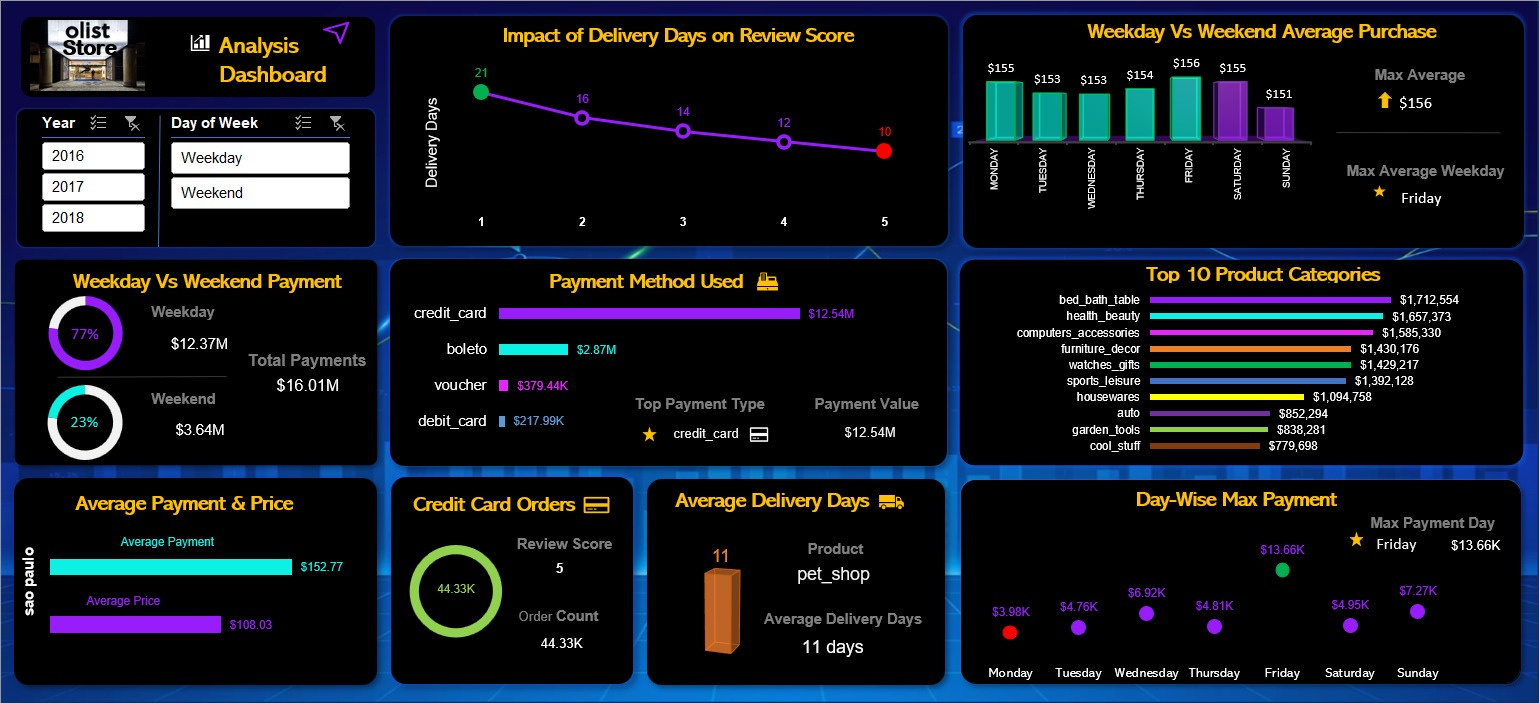 olist
Store
Analysis
Dashboard
Year
Day of Week
2016
2017
2018
Weekday
Weekend
Impact of Delivery Days on Review Score
Delivery Days
21
16
14
12
10
1
2
3
4
5
Weekday Vs Weekend Average Purchase
$155
$153
$153
$154
$156
$155
$151
MONDAY
TUESDAY
WEDNESDAY
THURSDAY
FRIDAY
SATURDAY
SUNDAY
Max Average
$156
Max Average Weekday
Friday
2
Weekday Vs Weekend Payment
77%
Weekday
$12.37M
23%
Weekend
$3.64M
Total Payments
$16.01M
Payment Method Used
credit_card
$12.54M
boleto
$2.87M
voucher
$379.44K
debit_card
$217.99K
Top Payment Type
credit_card
Payment Value
$12.54M
Top 10 Product Categories
bed_bath_table $1,712,554
health_beauty $1,657,373
computers_accessories $1,585,330
furniture_decor $1,430,176
watches_gifts $1,429,217
sports_leisure $1,392,128
housewares $1,094,758
auto $852,294
garden_tools $838,281
cool_stuff $779,698
Average Payment & Price
sao paulo
Average Payment
$152.77
Average Price
$108.03
Credit Card Orders
44.33K
Review Score
5
Order Count
44.33K
Average Delivery Days
11
Product
pet_shop
Average Delivery Days
11 days
Day-Wise Max Payment
Max Payment Day
Friday $13.66K
$3.98K
$4.76K
$6.92K
$4.81K
$13.66K
$4.95K
$7.27K
Monday
Tuesday
Wednesday
Thursday
Friday
Saturday
Sunday